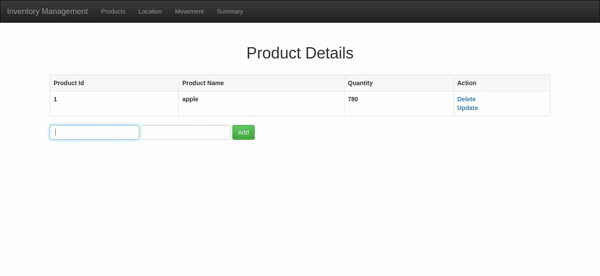 Inventory Management Products Location Movement Summary
Product Details
Product Id Product Name Quantity Action
1 apple 780 Delete
Update
Add